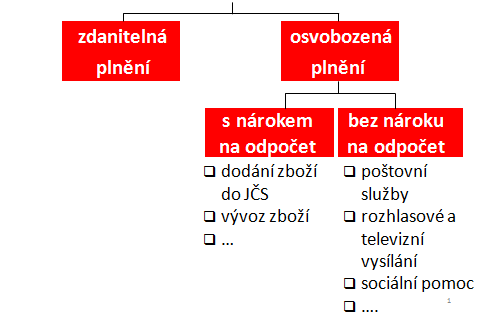 zdanitelná
plnění
osvobozená
plnění
s nárokem
na odpočet
bez nároku
na odpočet
❑ dodání zboží
do JČS
❑ vývoz zboží
❑ ...
❑ poštovní
služby
❑ rozhlasové a
televizní
vysílání
❑ sociální pomoc
❑ ....
1